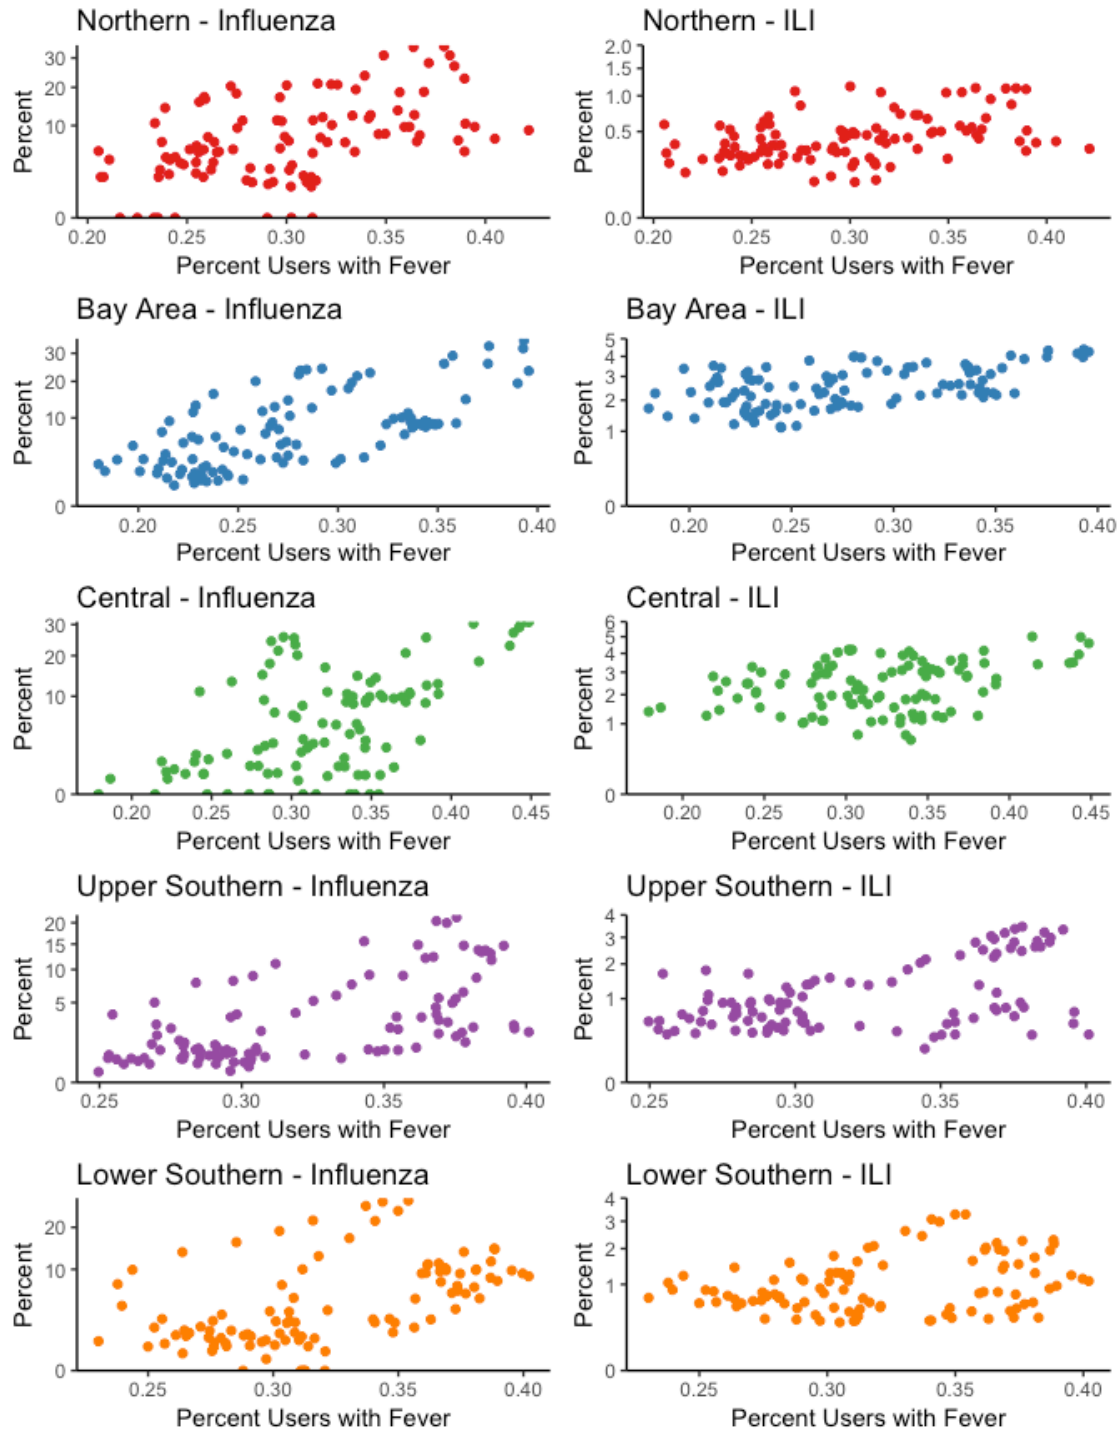 Northern - Influenza
Percent
30
20
10
0
0.20 0.25 0.30 0.35 0.40
Percent Users with Fever
Northern - ILI
Percent
2.0
1.5
1.0
0.5
0.0
0.20 0.25 0.30 0.35 0.40
Percent Users with Fever
Bay Area - Influenza
Percent
30
20
10
0
0.20 0.25 0.30 0.35 0.40
Percent Users with Fever
Bay Area - ILI
Percent
5
4
3
2
1
0
0.20 0.25 0.30 0.35 0.40
Percent Users with Fever
Central - Influenza
Percent
30
20
10
0
0.20 0.25 0.30 0.35 0.40 0.45
Percent Users with Fever
Central - ILI
Percent
6
5
4
3
2
1
0
0.20 0.25 0.30 0.35 0.40 0.45
Percent Users with Fever
Upper Southern - Influenza
Percent
20
15
10
5
0
0.25 0.30 0.35 0.40
Percent Users with Fever
Upper Southern - ILI
Percent
4
3
2
1
0
0.25 0.30 0.35 0.40
Percent Users with Fever
Lower Southern - Influenza
Percent
20
10
0
0.25 0.30 0.35 0.40
Percent Users with Fever
Lower Southern - ILI
Percent
4
3
2
1
0
0.25 0.30 0.35 0.40
Percent Users with Fever